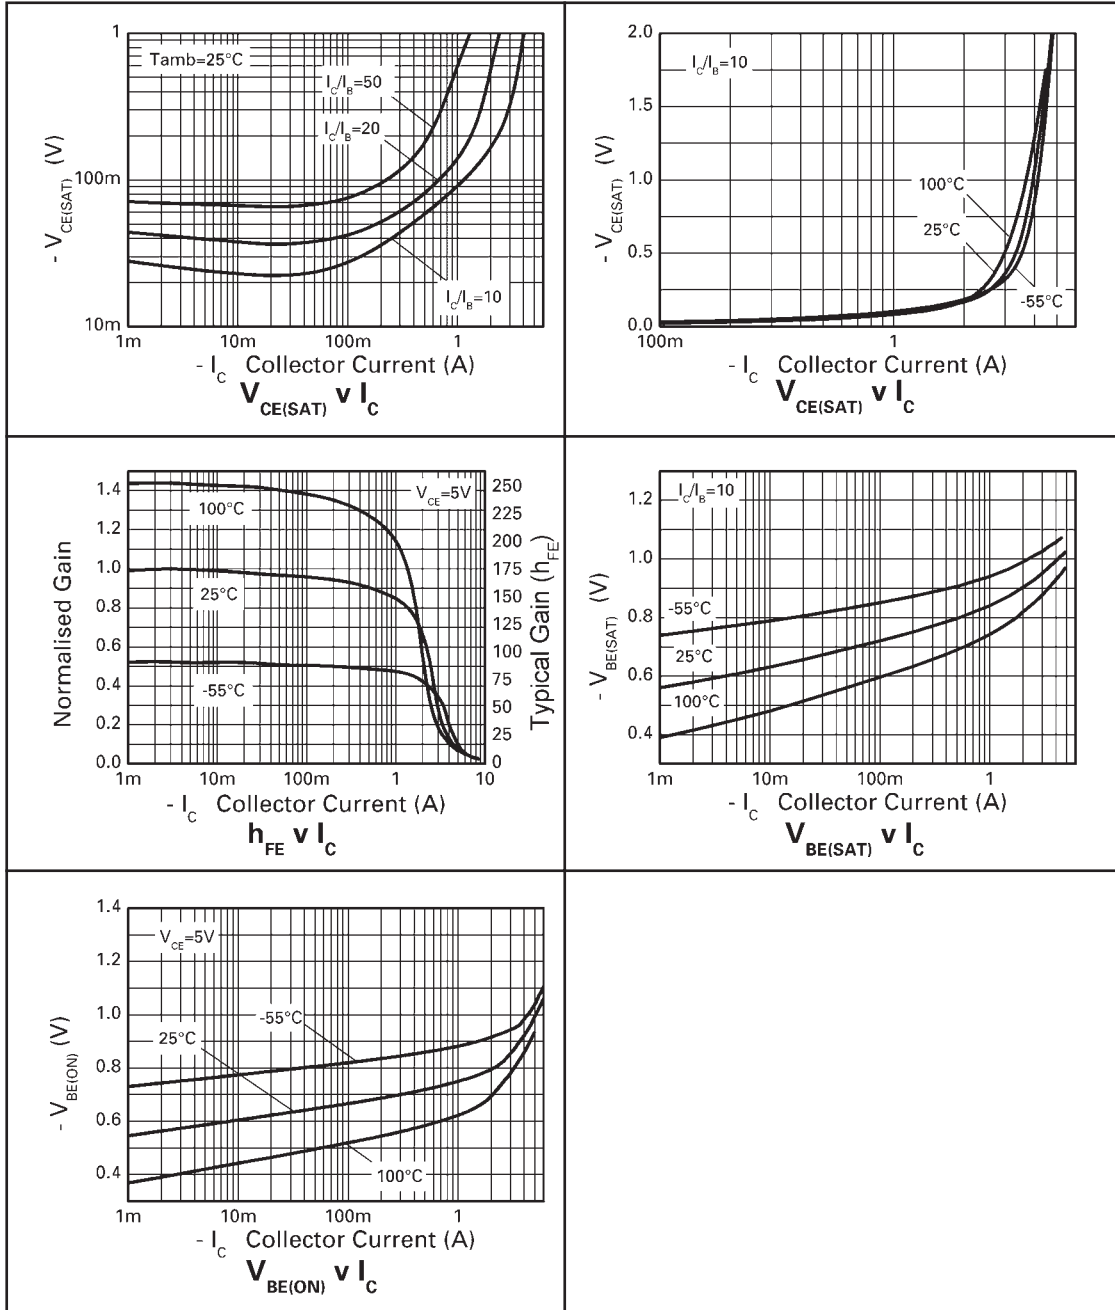 1
Tamb=25°C
I_C/I_B=50
I_C/I_B=20
100m
I_C/I_B=10
10m
- V_CE(SAT) (V)
1m 10m 100m 1
- I_C Collector Current (A)
V_CE(SAT) v I_C
2.0
I_C/I_B=10
1.5
1.0
100°C
25°C
0.5
-55°C
0.0
- V_CE(SAT) (V)
100m 1
- I_C Collector Current (A)
V_CE(SAT) v I_C
1.4
1.2
1.0
0.8
0.6
0.4
0.2
0.0
Normalised Gain
100°C
V_CE=5V
25°C
-55°C
250
225
200
175
150
125
100
75
50
25
0
Typical Gain (h_FE)
1m 10m 100m 1 10
- I_C Collector Current (A)
h_FE v I_C
1.2
I_C/I_B=10
1.0
0.8
-55°C
25°C
0.6
100°C
0.4
- V_BE(SAT) (V)
1m 10m 100m 1
- I_C Collector Current (A)
V_BE(SAT) v I_C
1.4
V_CE=5V
1.2
1.0
-55°C
25°C
0.8
0.6
0.4
100°C
- V_BE(ON) (V)
1m 10m 100m 1
- I_C Collector Current (A)
V_BE(ON) v I_C